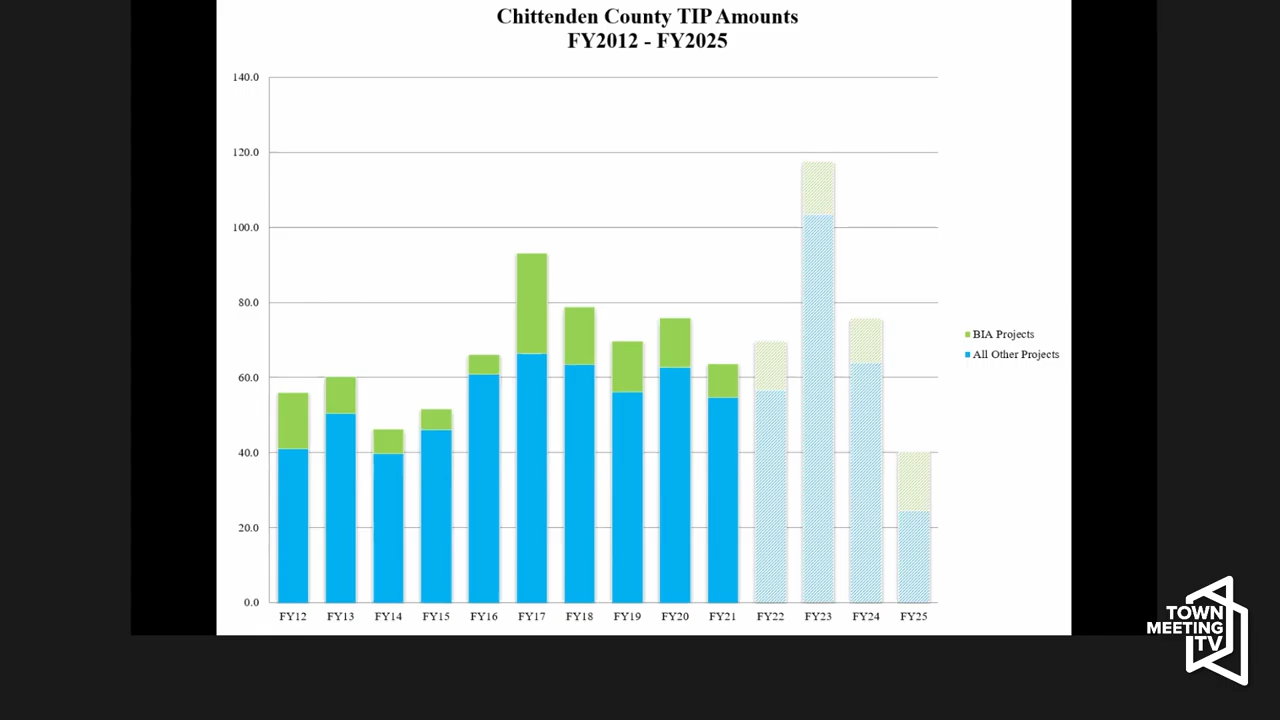 Chittenden County TIP Amounts
FY2012 - FY2025
140.0
120.0
100.0
80.0
60.0
40.0
20.0
0.0
FY12 FY13 FY14 FY15 FY16 FY17 FY18 FY19 FY20 FY21 FY22 FY23 FY24 FY25
BIA Projects
All Other Projects
TOWN
MEETING
TV